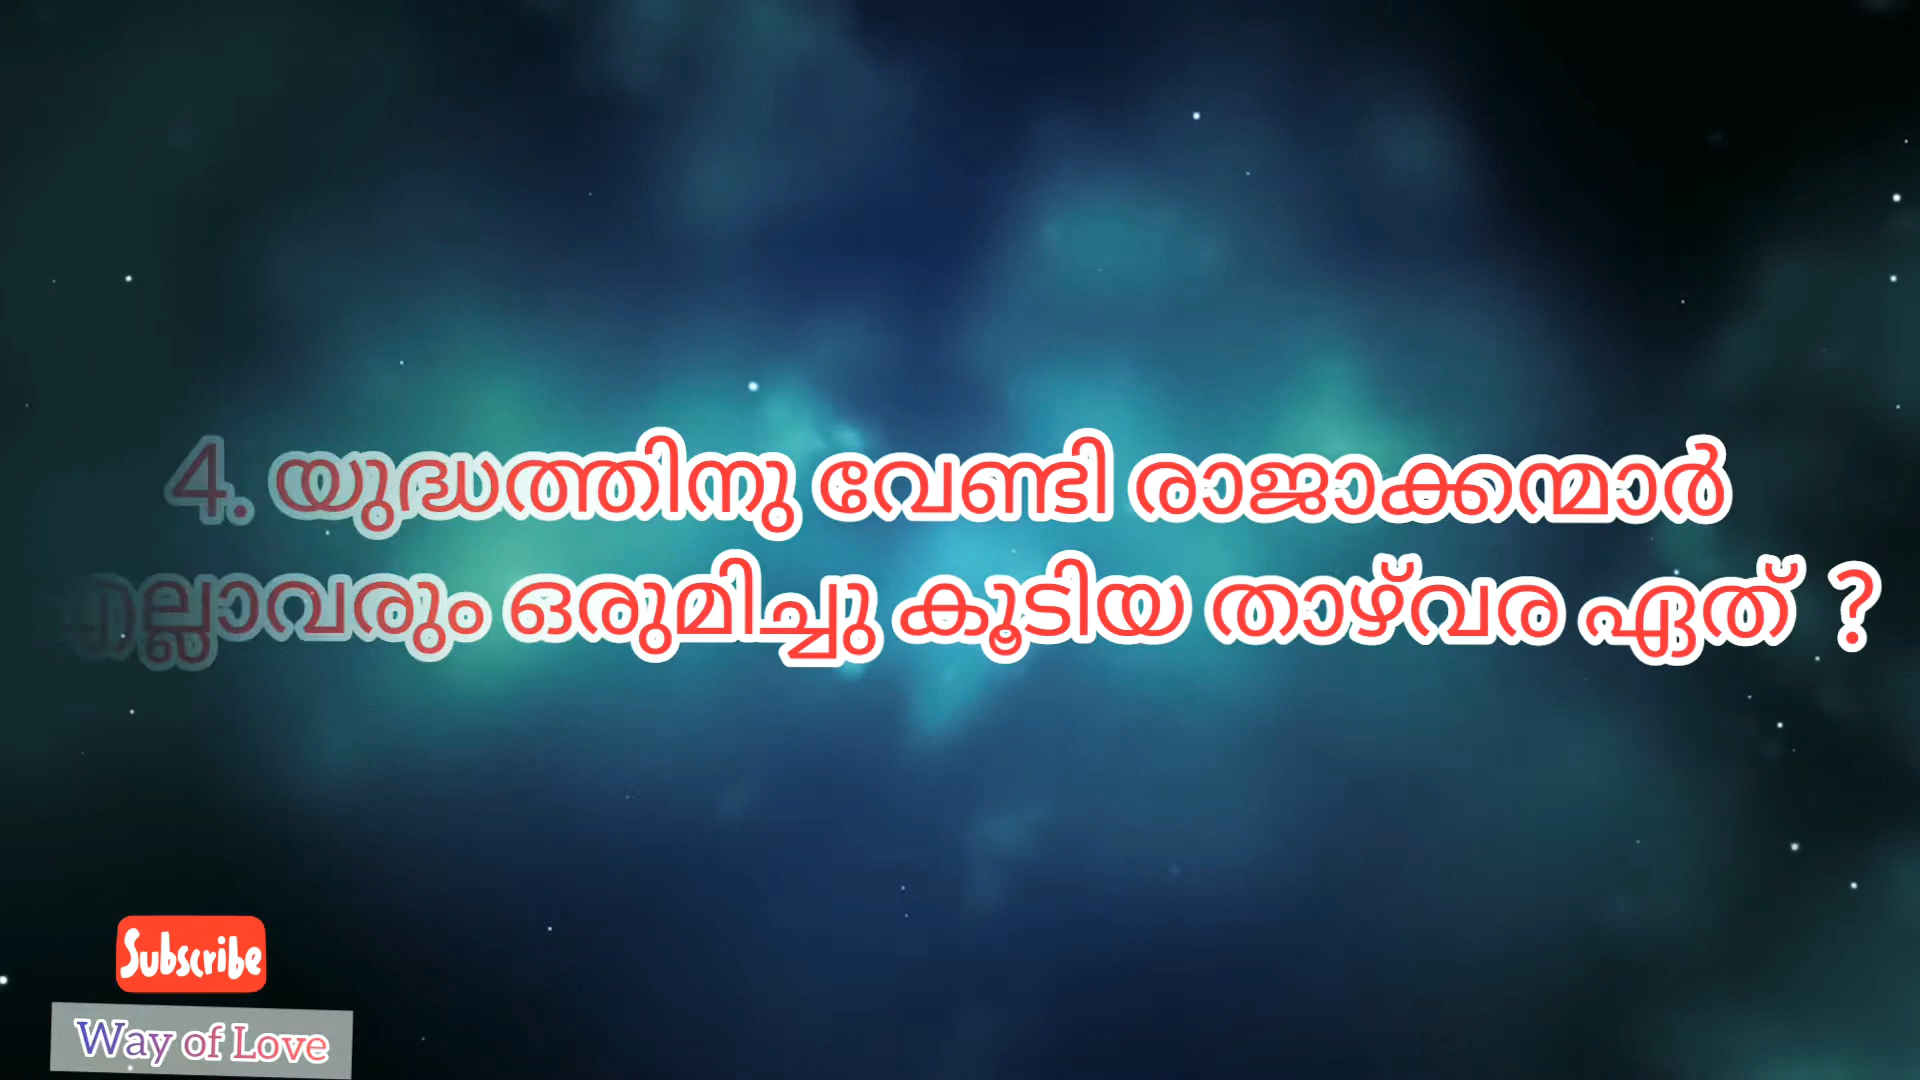 4. യുദ്ധത്തിനു വേണ്ടി രാജാക്കന്മാർ
എല്ലാവരും ഒരുമിച്ചു കൂടിയ താഴ്‌വര ഏത് ?
Subscribe
Way of Love